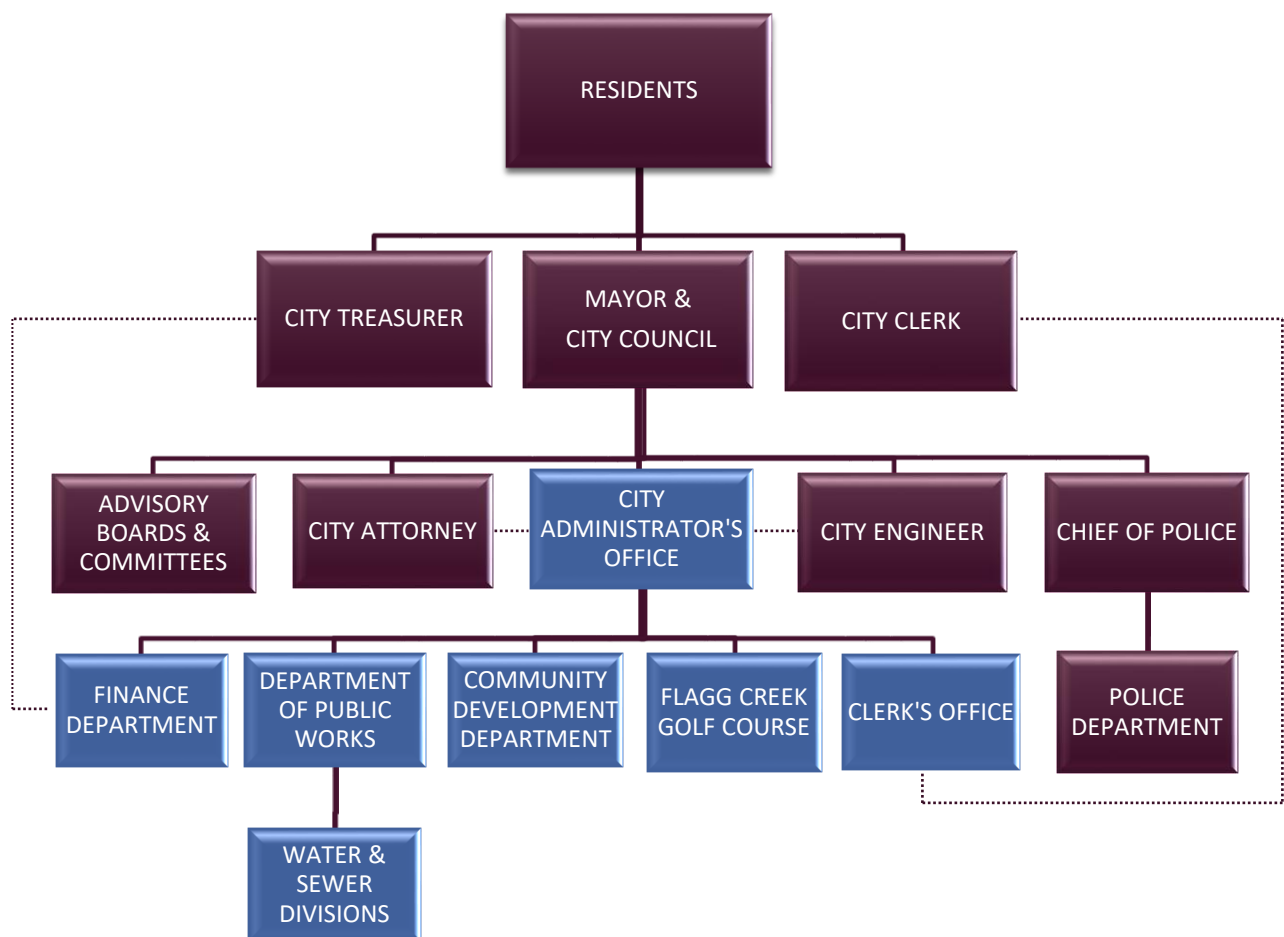 RESIDENTS
CITY TREASURER
MAYOR &
CITY COUNCIL
CITY CLERK
ADVISORY
BOARDS &
COMMITTEES
CITY ATTORNEY
CITY
ADMINISTRATOR'S
OFFICE
CITY ENGINEER
CHIEF OF POLICE
FINANCE
DEPARTMENT
DEPARTMENT
OF PUBLIC
WORKS
COMMUNITY
DEVELOPMENT
DEPARTMENT
FLAGG CREEK
GOLF COURSE
CLERK'S OFFICE
POLICE
DEPARTMENT
WATER &
SEWER
DIVISIONS